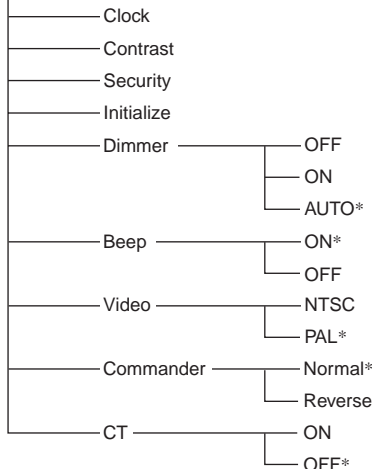 Clock
Contrast
Security
Initialize
Dimmer OFF
ON
AUTO*
Beep ON*
OFF
Video NTSC
PAL*
Commander Normal*
Reverse
CT ON
OFF*